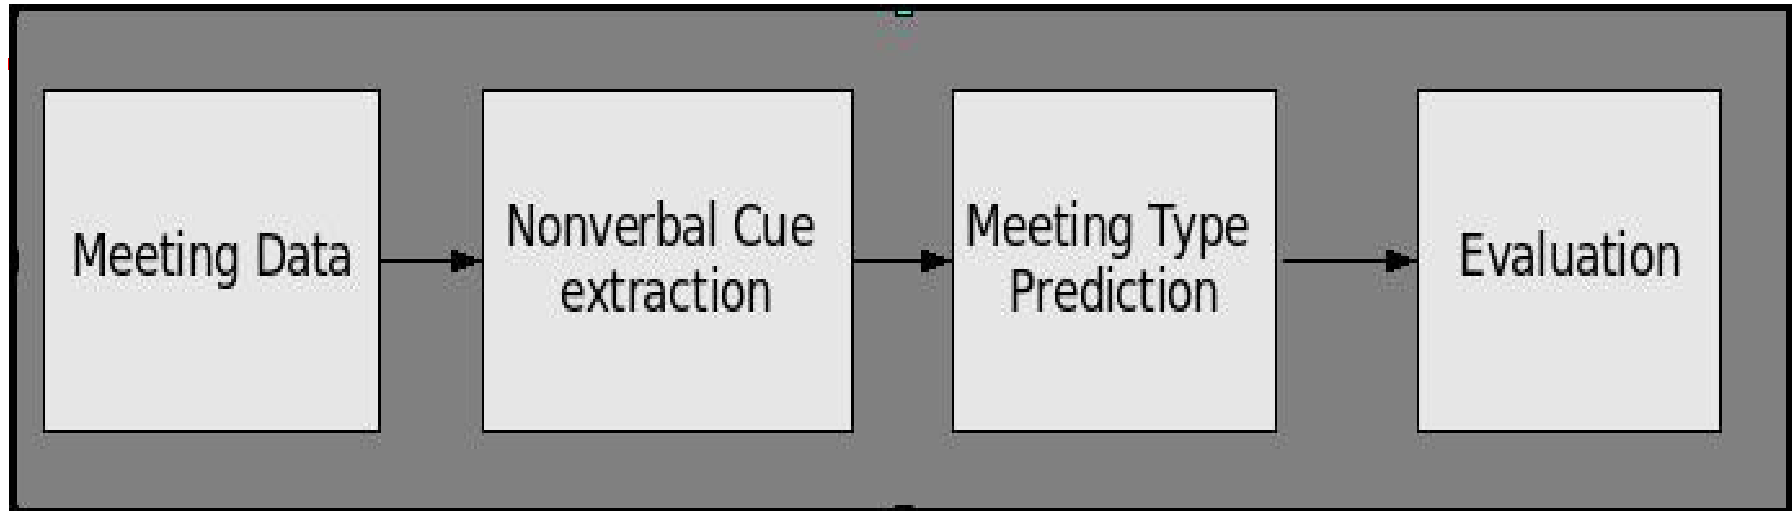 Meeting Data
Nonverbal Cue
extraction
Meeting Type
Prediction
Evaluation